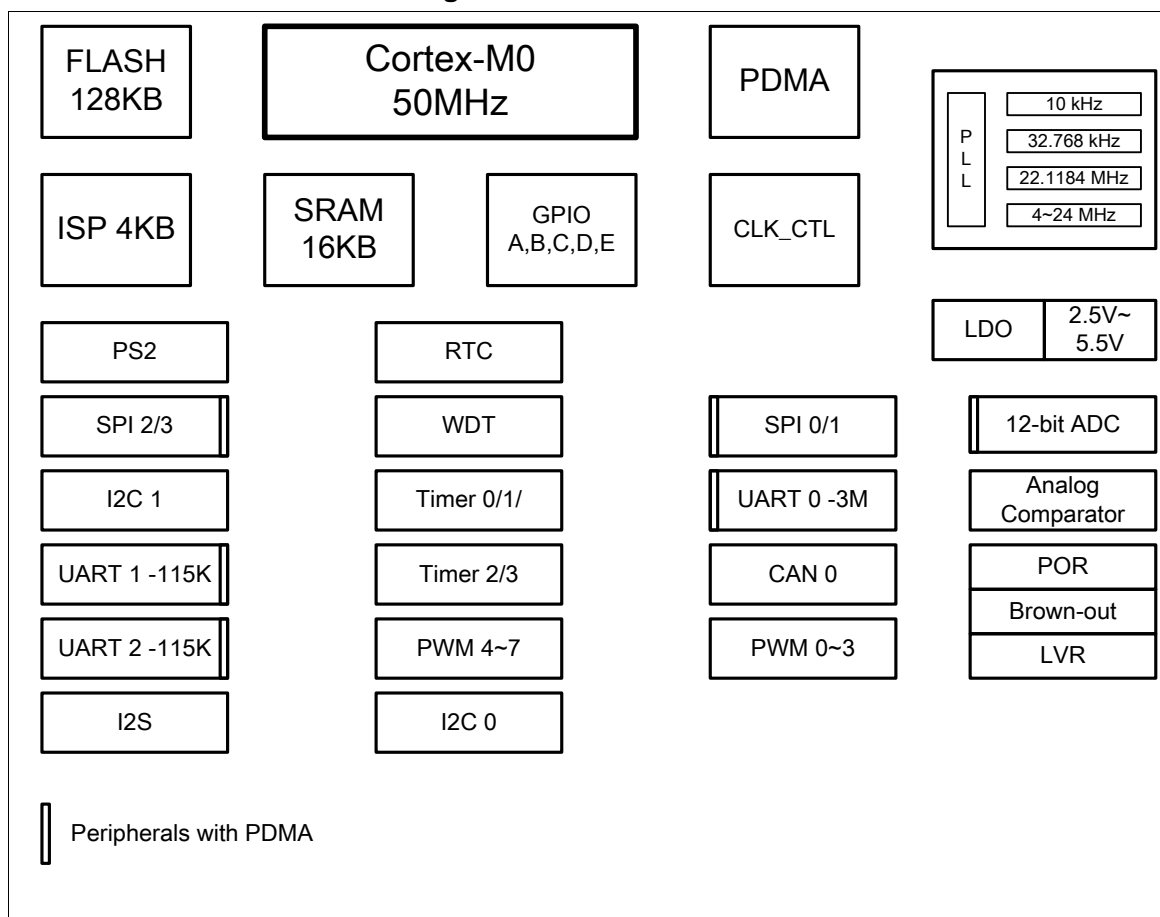 FLASH
128KB
Cortex-M0
50MHz
PDMA
P
L
L
10 kHz
32.768 kHz
22.1184 MHz
4~24 MHz
ISP 4KB
SRAM
16KB
GPIO
A,B,C,D,E
CLK_CTL
LDO
2.5V~
5.5V
PS2
RTC
SPI 2/3
WDT
SPI 0/1
12-bit ADC
I2C 1
Timer 0/1/
UART 0 -3M
Analog
Comparator
UART 1 -115K
Timer 2/3
CAN 0
POR
Brown-out
UART 2 -115K
PWM 4~7
PWM 0~3
LVR
I2S
I2C 0
Peripherals with PDMA